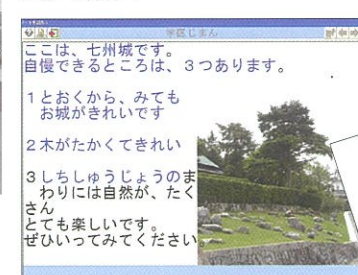 学区じまん
ここは、七州城です。
自慢できるところは、３つあります。
１とおくから、みても
お城がきれいです
２木がたかくてきれい
３しちしゅうじょうのま
わりには自然が、たく
さん
とても楽しいです。
ぜひいってみてください